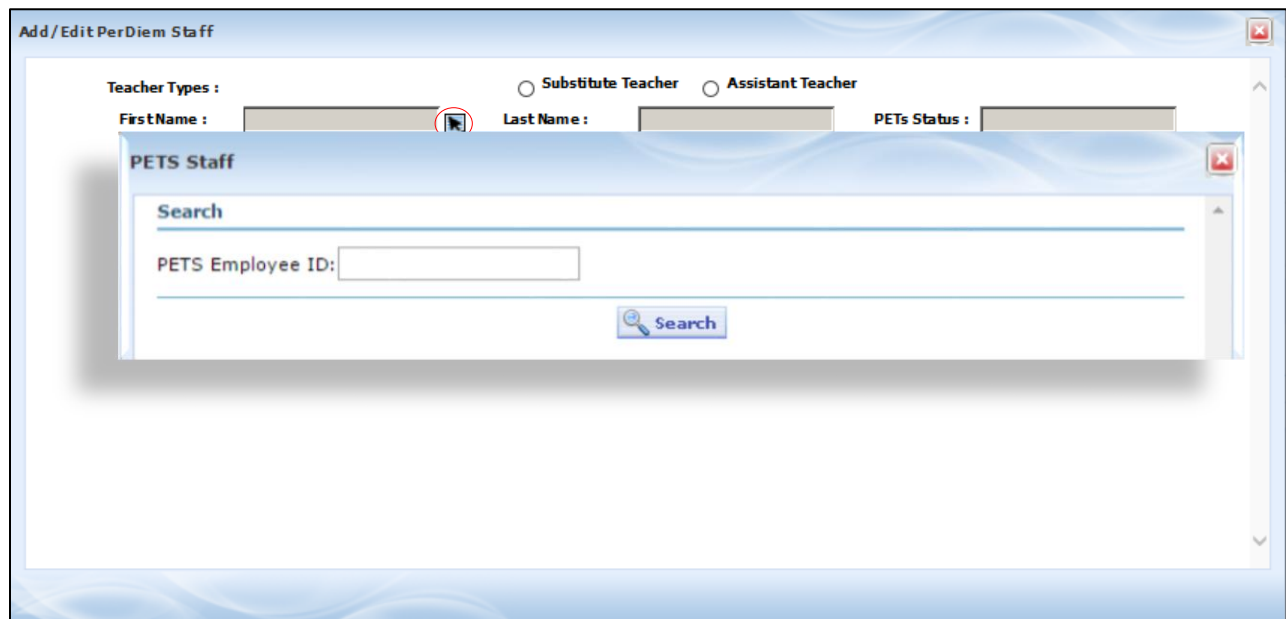 Add/Edit PerDiem Staff
Teacher Types : Substitute Teacher Assistant Teacher
First Name : Last Name : PETs Status :
PETS Staff
Search
PETS Employee ID:
Search